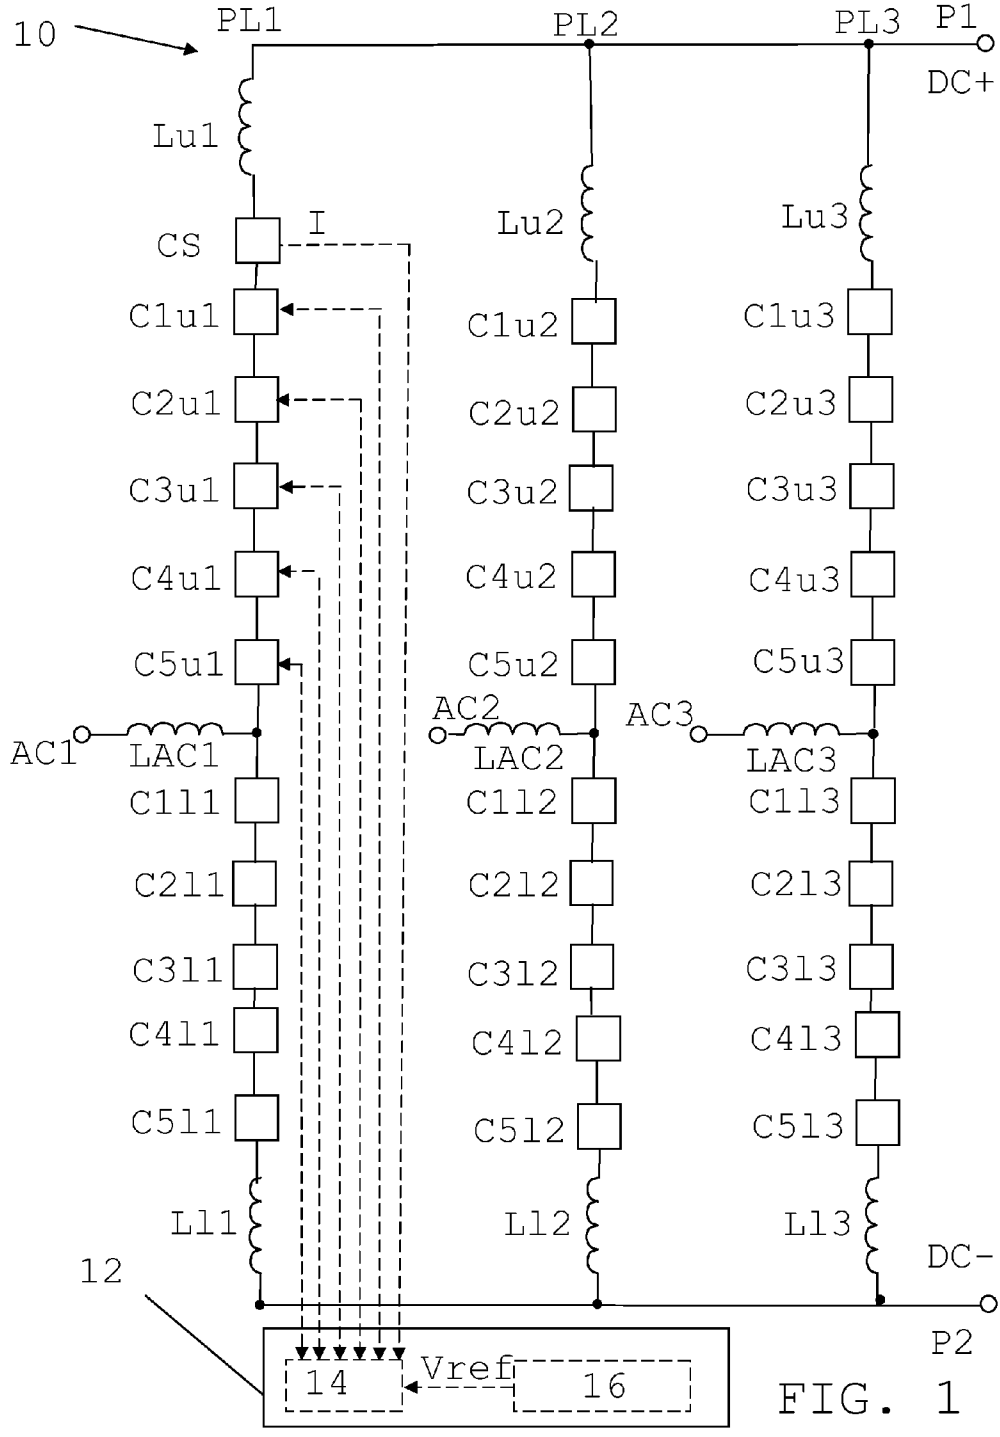 10
PL1
PL2
PL3
P1
DC+
Lu1
Lu2
Lu3
CS
I
C1u1
C1u2
C1u3
C2u1
C2u2
C2u3
C3u1
C3u2
C3u3
C4u1
C4u2
C4u3
C5u1
C5u2
C5u3
AC1
LAC1
AC2
LAC2
AC3
LAC3
C1l1
C1l2
C1l3
C2l1
C2l2
C2l3
C3l1
C3l2
C3l3
C4l1
C4l2
C4l3
C5l1
C5l2
C5l3
Ll1
Ll2
Ll3
DC-
12
P2
14
Vref
16
FIG. 1